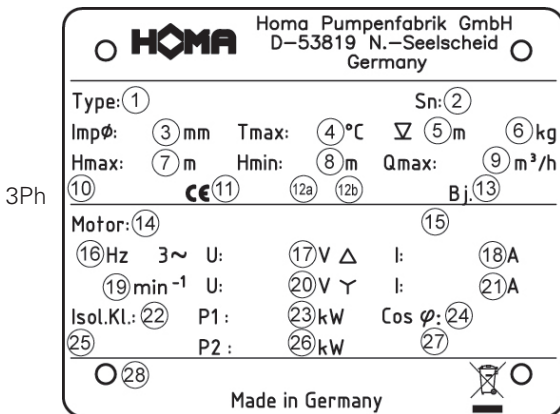 HOMA Homa Pumpenfabrik GmbH
D-53819 N.-Seelscheid
Germany
Type: 1 Sn: 2
ImpØ: 3 mm Tmax: 4 °C ∇ 5 m 6 kg
Hmax: 7 m Hmin: 8 m Qmax: 9 m³/h
3Ph
10 CE 11 12a 12b Bj. 13
Motor: 14 15
16 Hz 3~ U: 17 V △ I: 18 A
19 min⁻¹ U: 20 V Y I: 21 A
Isol.Kl.: 22 P1: 23 kW Cos φ: 24
25 P2: 26 kW 27
28
Made in Germany